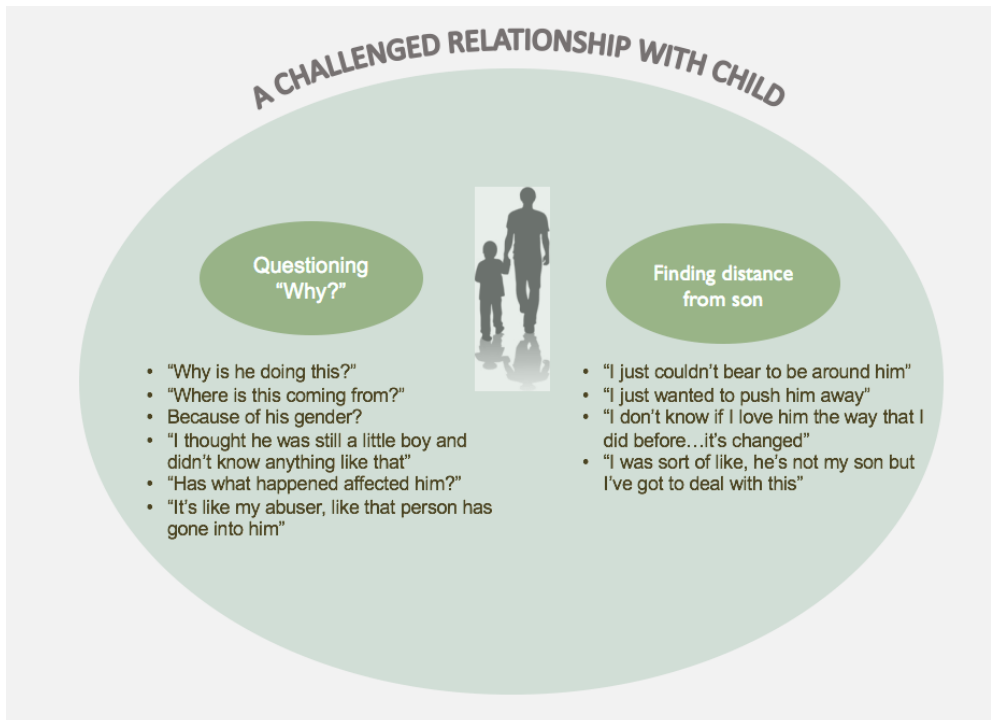 A CHALLENGED RELATIONSHIP WITH CHILD
Questioning
“Why?”
• “Why is he doing this?”
• “Where is this coming from?”
• Because of his gender?
• “I thought he was still a little boy and
didn’t know anything like that”
• “Has what happened affected him?”
• “It’s like my abuser, like that person has
gone into him”
Finding distance
from son
• “I just couldn’t bear to be around him”
• “I just wanted to push him away”
• “I don’t know if I love him the way that I
did before…it’s changed”
• “I was sort of like, he’s not my son but
I’ve got to deal with this”